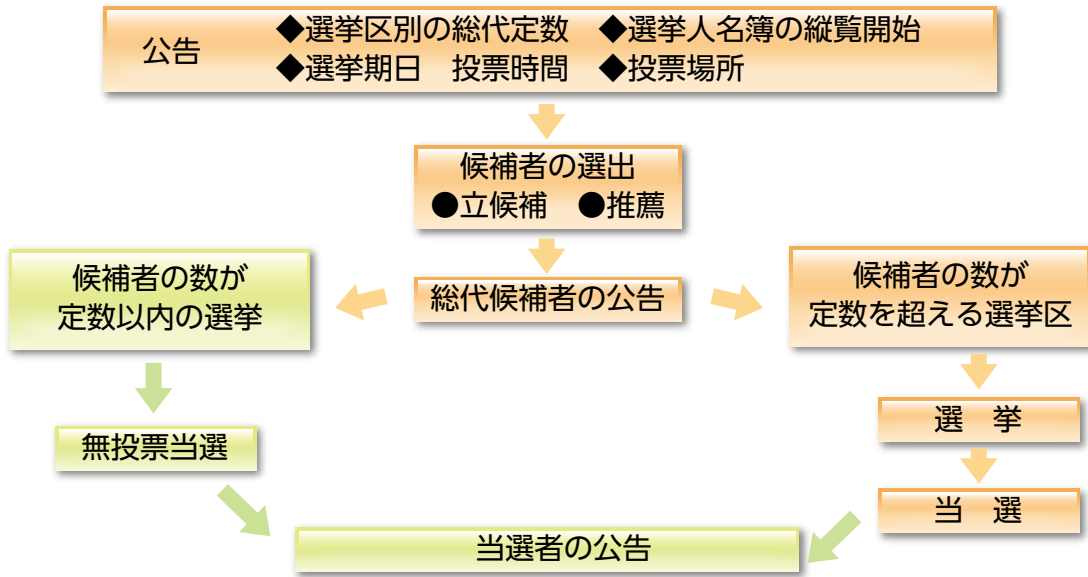 公告
◆選挙区別の総代定数　◆選挙人名簿の縦覧開始
◆選挙期日　投票時間　◆投票場所
候補者の選出
●立候補　●推薦
総代候補者の公告
候補者の数が
定数以内の選挙
無投票当選
候補者の数が
定数を超える選挙区
選　挙
当　選
当選者の公告